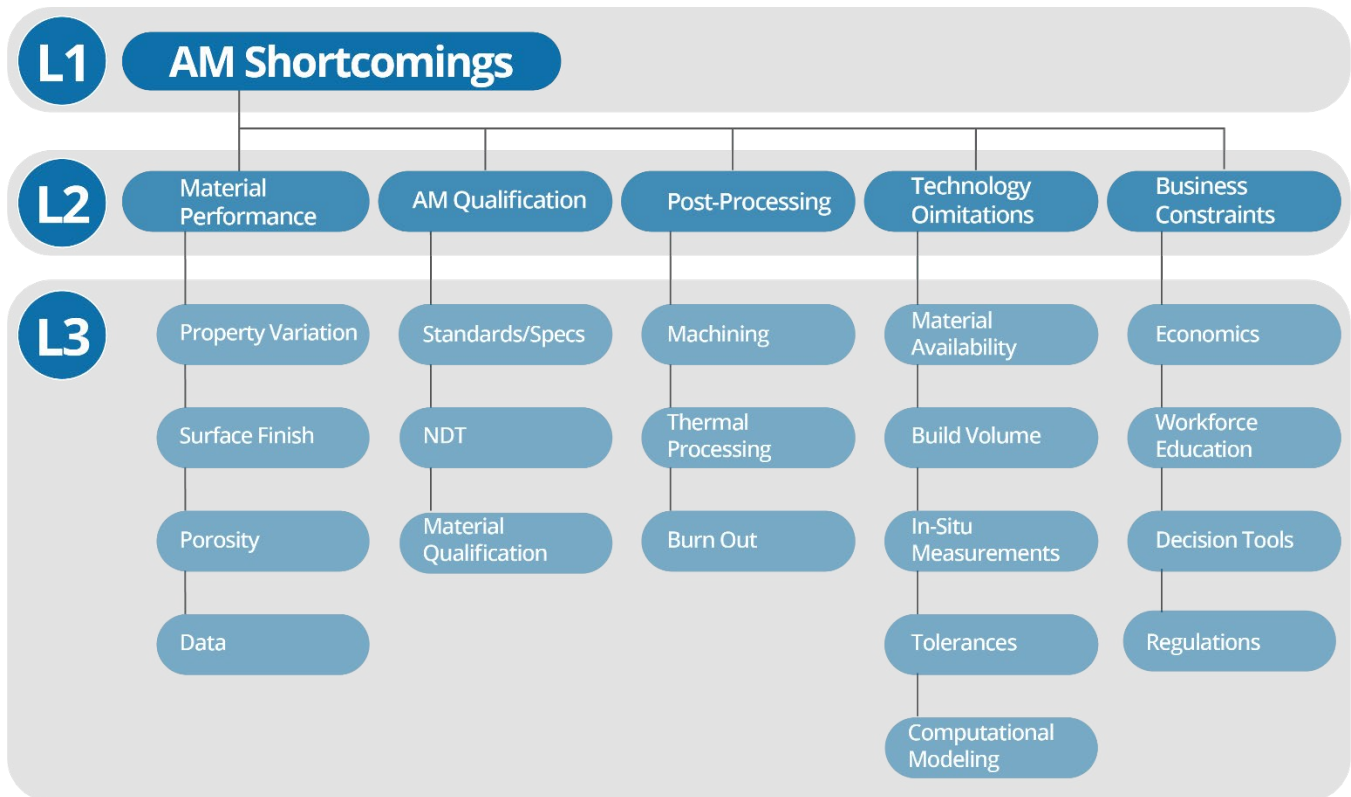 L1
AM Shortcomings
L2
Material
Performance
AM Qualification
Post-Processing
Technology
Oimitations
Business
Constraints
L3
Property Variation
Standards/Specs
Machining
Material
Availability
Economics
Surface Finish
NDT
Thermal
Processing
Build Volume
Workforce
Education
Porosity
Material
Qualification
Burn Out
In-Situ
Measurements
Decision Tools
Data
Tolerances
Regulations
Computational
Modeling